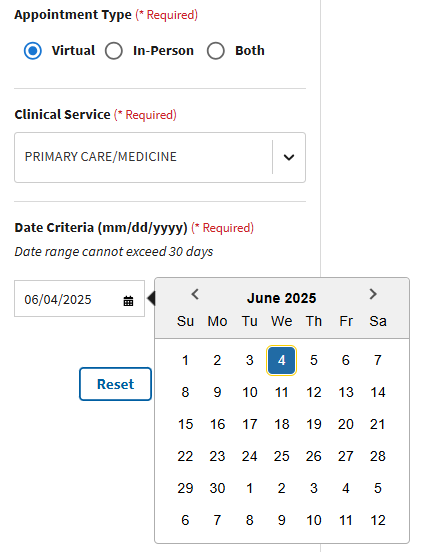 Appointment Type (* Required)
Virtual In-Person Both
Clinical Service (* Required)
PRIMARY CARE/MEDICINE
Date Criteria (mm/dd/yyyy) (* Required)
Date range cannot exceed 30 days
06/04/2025
June 2025
Su Mo Tu We Th Fr Sa
1 2 3 4 5 6 7
8 9 10 11 12 13 14
15 16 17 18 19 20 21
22 23 24 25 26 27 28
29 30 1 2 3 4 5
6 7 8 9 10 11 12
Reset